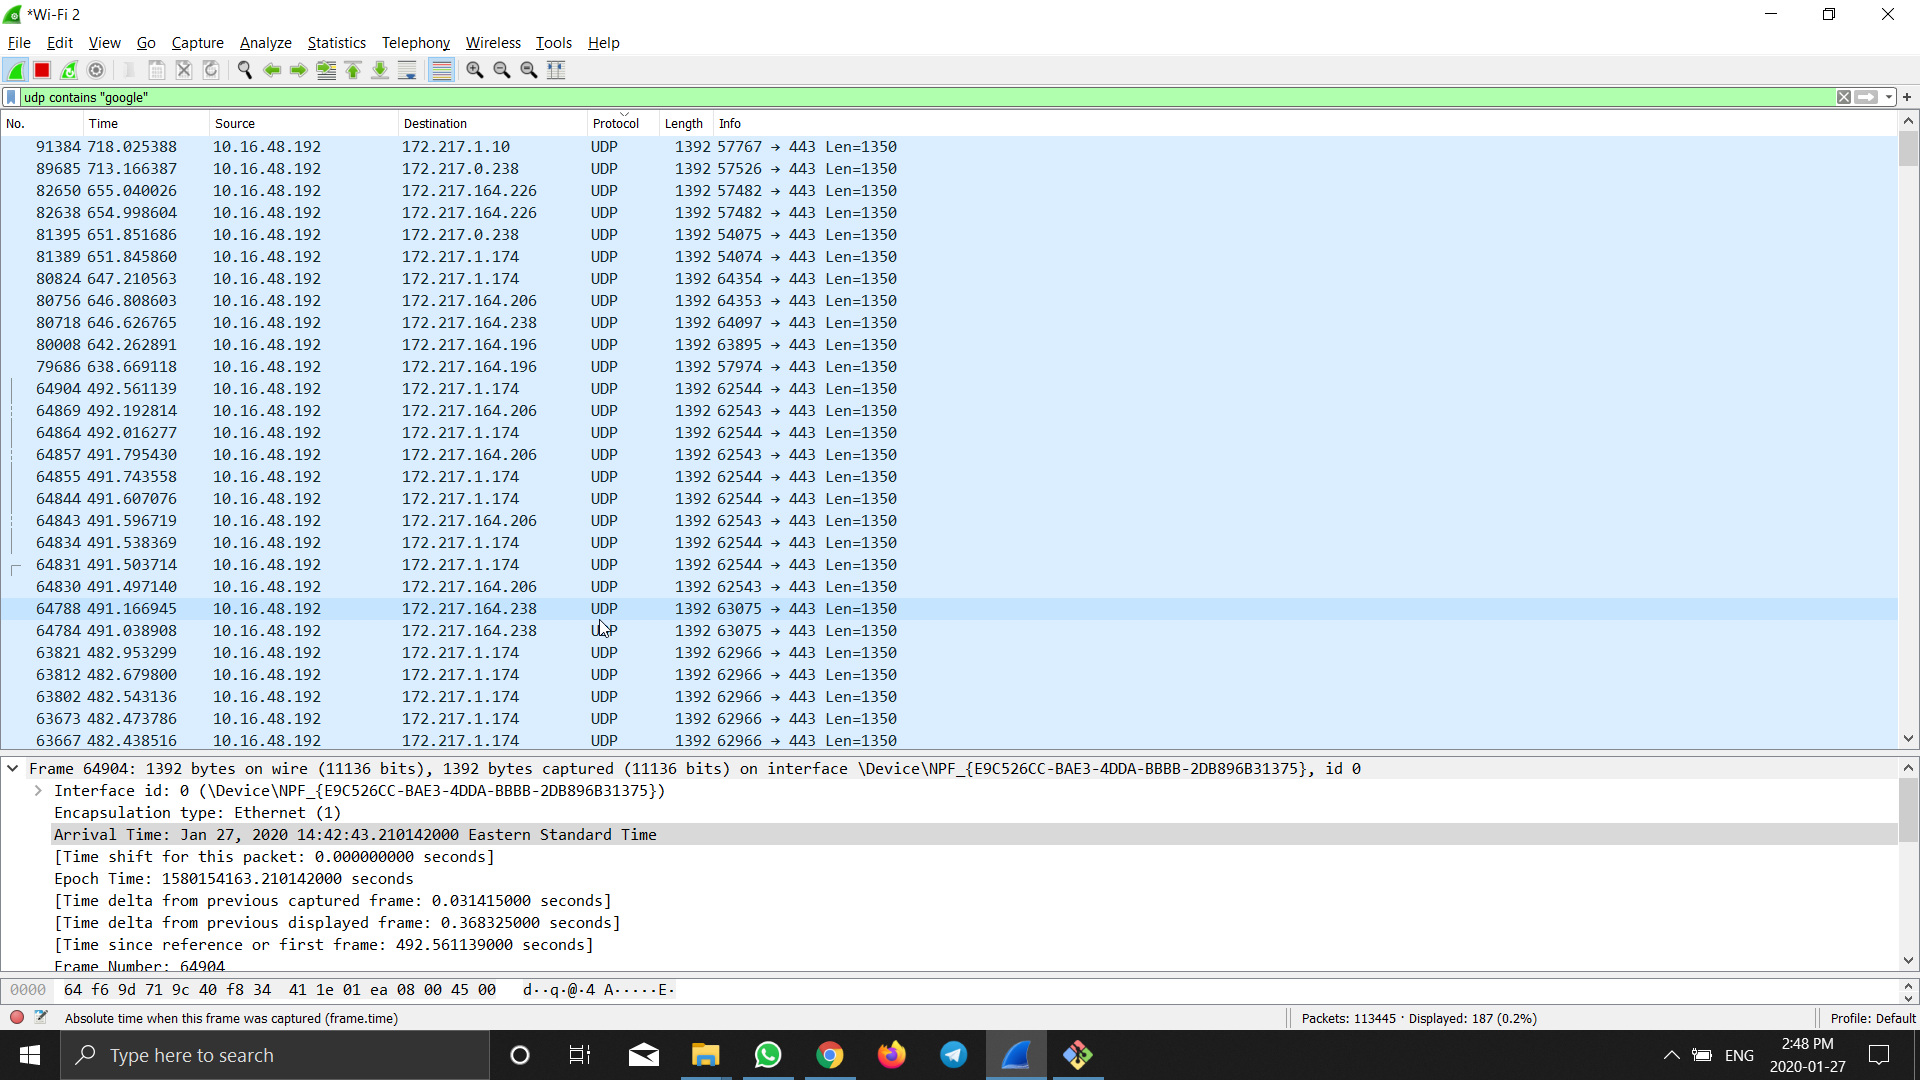 *Wi-Fi 2
File Edit View Go Capture Analyze Statistics Telephony Wireless Tools Help
udp contains "google"
No. Time Source Destination Protocol Length Info
91384 718.025388 10.16.48.192 172.217.1.10 UDP 1392 57767 → 443 Len=1350
89685 713.166387 10.16.48.192 172.217.0.238 UDP 1392 57526 → 443 Len=1350
82650 655.040026 10.16.48.192 172.217.164.226 UDP 1392 57482 → 443 Len=1350
82638 654.998604 10.16.48.192 172.217.164.226 UDP 1392 57482 → 443 Len=1350
81395 651.851686 10.16.48.192 172.217.0.238 UDP 1392 54075 → 443 Len=1350
81389 651.845860 10.16.48.192 172.217.1.174 UDP 1392 54074 → 443 Len=1350
80824 647.210563 10.16.48.192 172.217.1.174 UDP 1392 64354 → 443 Len=1350
80756 646.808603 10.16.48.192 172.217.164.206 UDP 1392 64353 → 443 Len=1350
80718 646.626765 10.16.48.192 172.217.164.238 UDP 1392 64097 → 443 Len=1350
80008 642.262891 10.16.48.192 172.217.164.196 UDP 1392 63895 → 443 Len=1350
79686 638.669118 10.16.48.192 172.217.164.196 UDP 1392 57974 → 443 Len=1350
64904 492.561139 10.16.48.192 172.217.1.174 UDP 1392 62544 → 443 Len=1350
64869 492.192814 10.16.48.192 172.217.164.206 UDP 1392 62543 → 443 Len=1350
64864 492.016277 10.16.48.192 172.217.1.174 UDP 1392 62544 → 443 Len=1350
64857 491.795430 10.16.48.192 172.217.164.206 UDP 1392 62543 → 443 Len=1350
64855 491.743558 10.16.48.192 172.217.1.174 UDP 1392 62544 → 443 Len=1350
64844 491.607076 10.16.48.192 172.217.1.174 UDP 1392 62544 → 443 Len=1350
64843 491.596719 10.16.48.192 172.217.164.206 UDP 1392 62543 → 443 Len=1350
64834 491.538369 10.16.48.192 172.217.1.174 UDP 1392 62544 → 443 Len=1350
64831 491.503714 10.16.48.192 172.217.1.174 UDP 1392 62544 → 443 Len=1350
64830 491.497140 10.16.48.192 172.217.164.206 UDP 1392 62543 → 443 Len=1350
64788 491.166945 10.16.48.192 172.217.164.238 UDP 1392 63075 → 443 Len=1350
64784 491.038908 10.16.48.192 172.217.164.238 UDP 1392 63075 → 443 Len=1350
63821 482.953299 10.16.48.192 172.217.1.174 UDP 1392 62966 → 443 Len=1350
63812 482.679800 10.16.48.192 172.217.1.174 UDP 1392 62966 → 443 Len=1350
63802 482.543136 10.16.48.192 172.217.1.174 UDP 1392 62966 → 443 Len=1350
63673 482.473786 10.16.48.192 172.217.1.174 UDP 1392 62966 → 443 Len=1350
63667 482.438516 10.16.48.192 172.217.1.174 UDP 1392 62966 → 443 Len=1350
Frame 64904: 1392 bytes on wire (11136 bits), 1392 bytes captured (11136 bits) on interface \Device\NPF_{E9C526CC-BAE3-4DDA-BBBB-2DB896B31375}, id 0
Interface id: 0 (\Device\NPF_{E9C526CC-BAE3-4DDA-BBBB-2DB896B31375})
Encapsulation type: Ethernet (1)
Arrival Time: Jan 27, 2020 14:42:43.210142000 Eastern Standard Time
[Time shift for this packet: 0.000000000 seconds]
Epoch Time: 1580154163.210142000 seconds
[Time delta from previous captured frame: 0.031415000 seconds]
[Time delta from previous displayed frame: 0.368325000 seconds]
[Time since reference or first frame: 492.561139000 seconds]
Frame Number: 64904
0000 64 f6 9d 71 9c 40 f8 34 41 1e 01 ea 08 00 45 00 d··q·@·4 A·····E·
Absolute time when this frame was captured (frame.time) Packets: 113445 · Displayed: 187 (0.2%) Profile: Default
Type here to search ENG 2:48 PM
2020-01-27